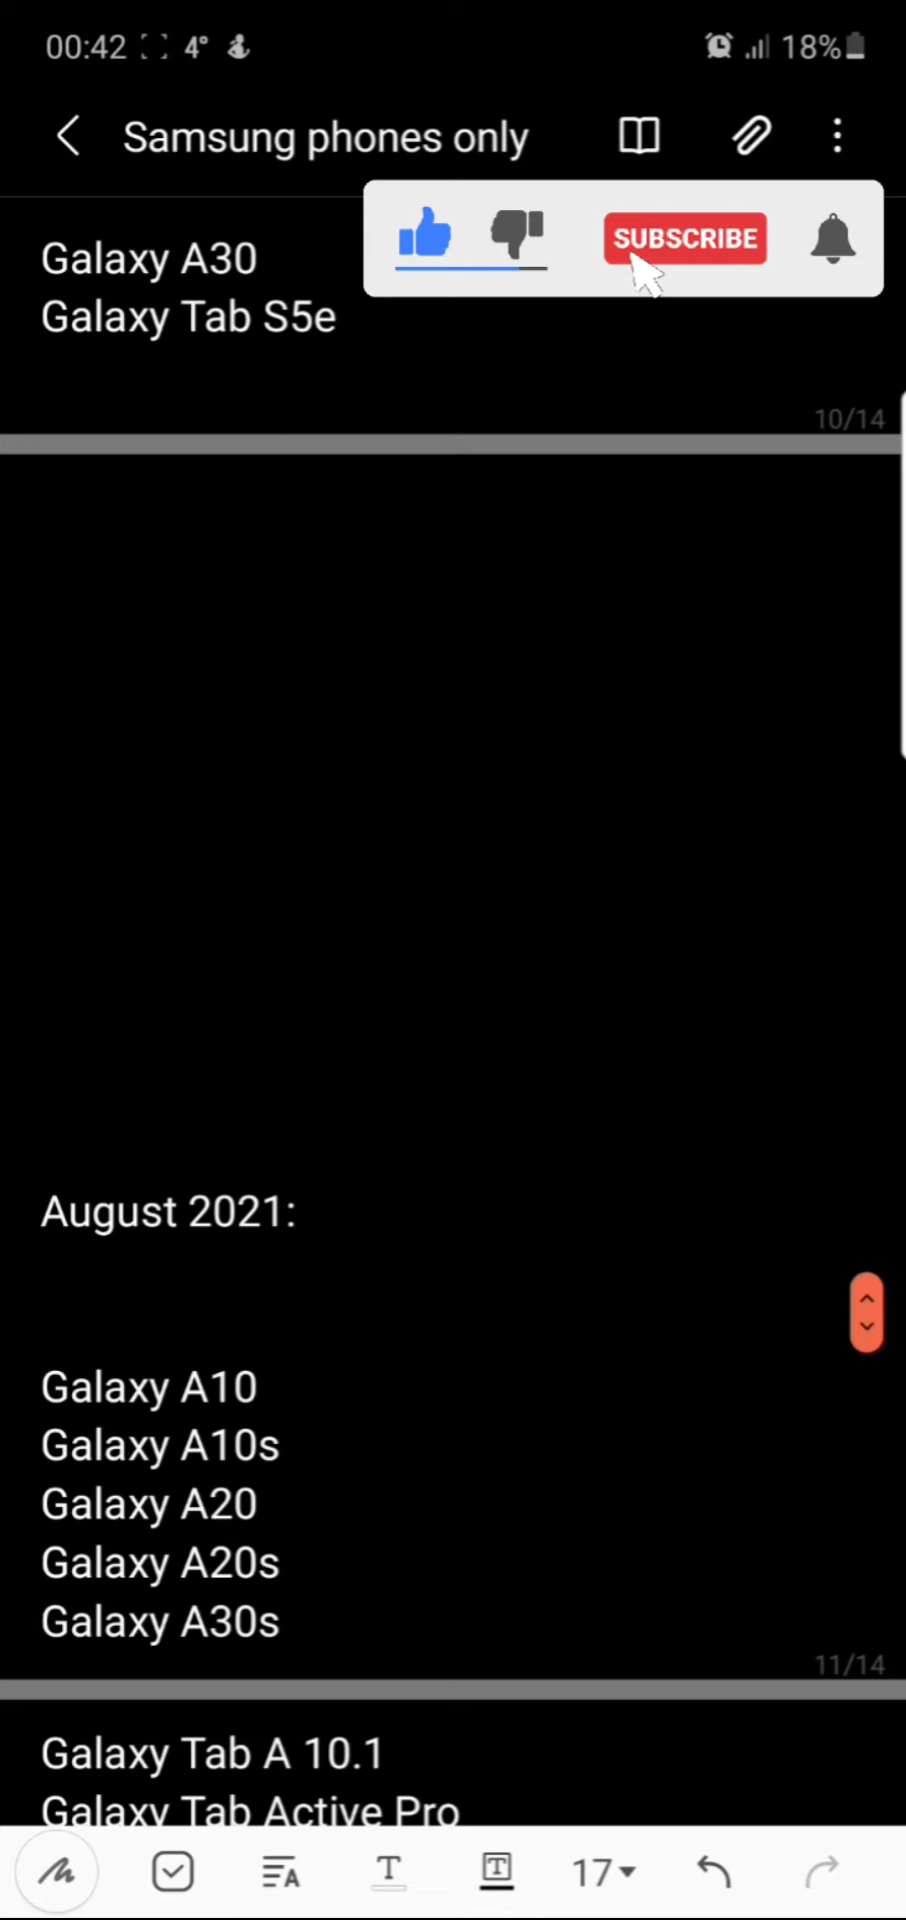 00:42 4° 18%
Samsung phones only
SUBSCRIBE
Galaxy A30
Galaxy Tab S5e
10/14
August 2021:
Galaxy A10
Galaxy A10s
Galaxy A20
Galaxy A20s
Galaxy A30s
11/14
Galaxy Tab A 10.1
Galaxy Tab Active Pro
A T T 17